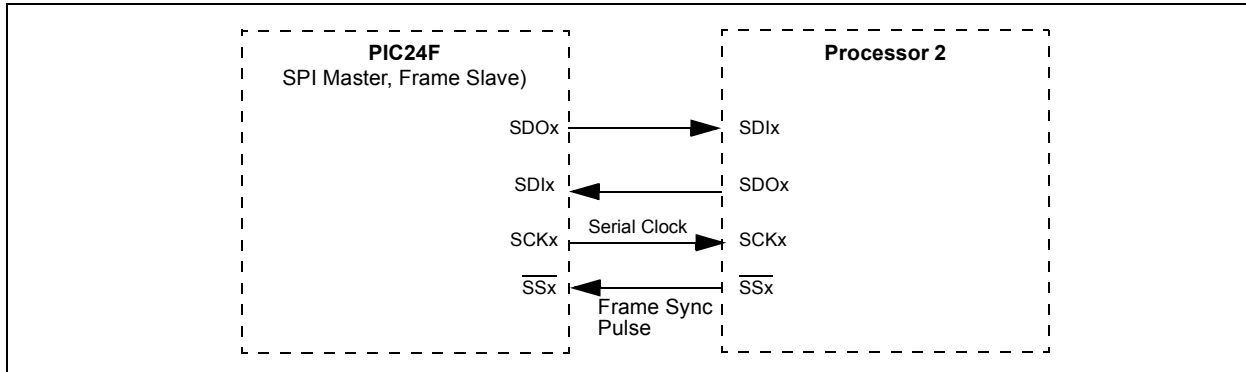 PIC24F
SPI Master, Frame Slave)
Processor 2
SDOx
SDIx
SDIx
SDOx
SCKx
Serial Clock
SCKx
SSx
SSx
Frame Sync
Pulse